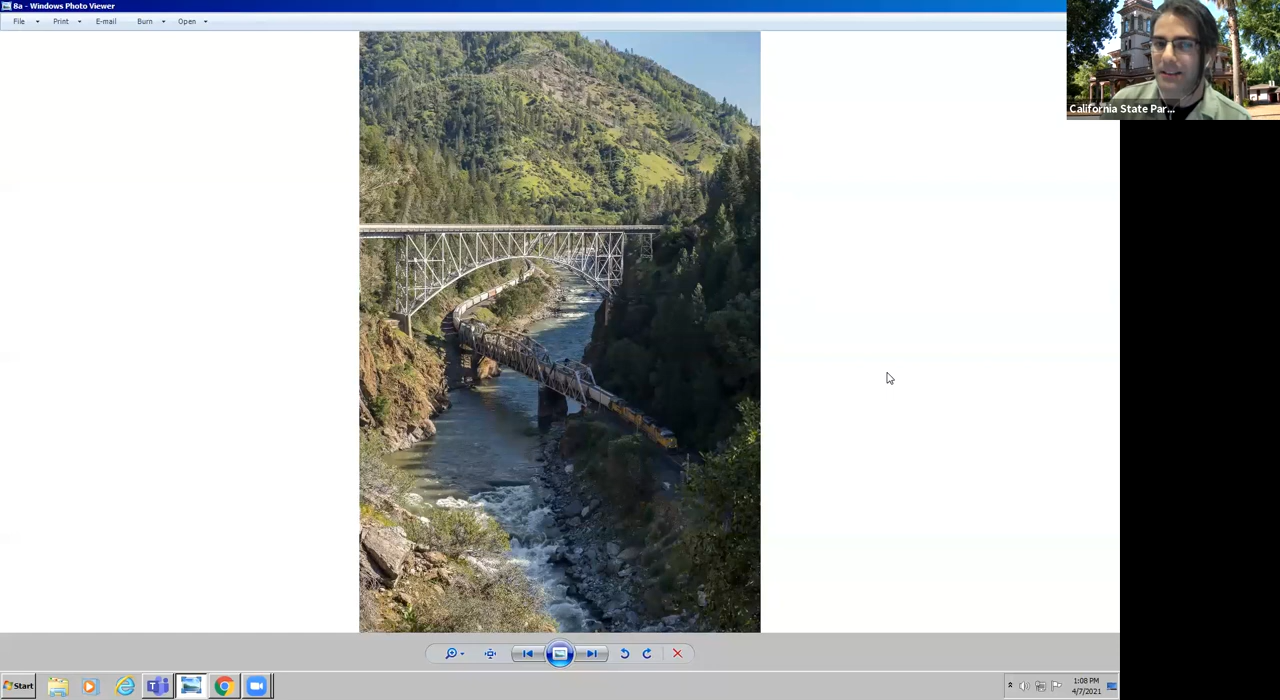 8a - Windows Photo Viewer
File Print E-mail Burn Open
California State Par...
Start
1:08 PM
4/7/2021